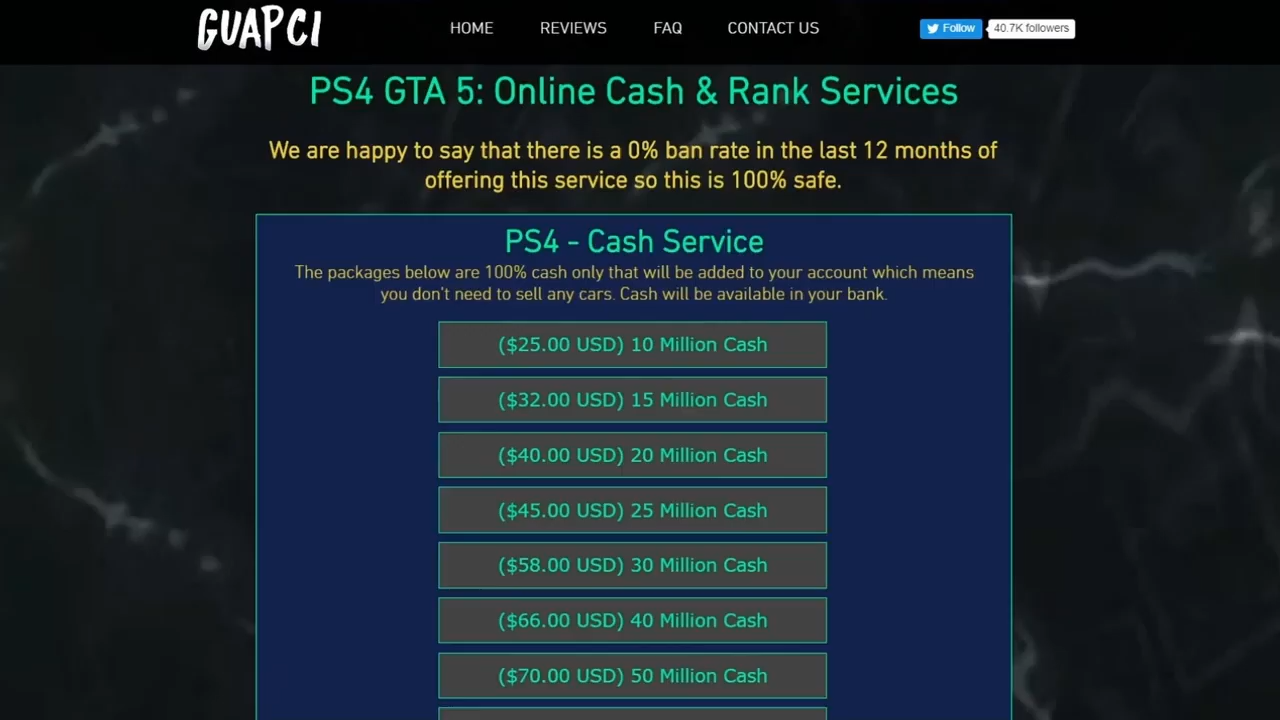 GUAPCI
HOME REVIEWS FAQ CONTACT US
Follow 40.7K followers
PS4 GTA 5: Online Cash & Rank Services
We are happy to say that there is a 0% ban rate in the last 12 months of
offering this service so this is 100% safe.
PS4 - Cash Service
The packages below are 100% cash only that will be added to your account which means
you don't need to sell any cars. Cash will be available in your bank.
($25.00 USD) 10 Million Cash
($32.00 USD) 15 Million Cash
($40.00 USD) 20 Million Cash
($45.00 USD) 25 Million Cash
($58.00 USD) 30 Million Cash
($66.00 USD) 40 Million Cash
($70.00 USD) 50 Million Cash